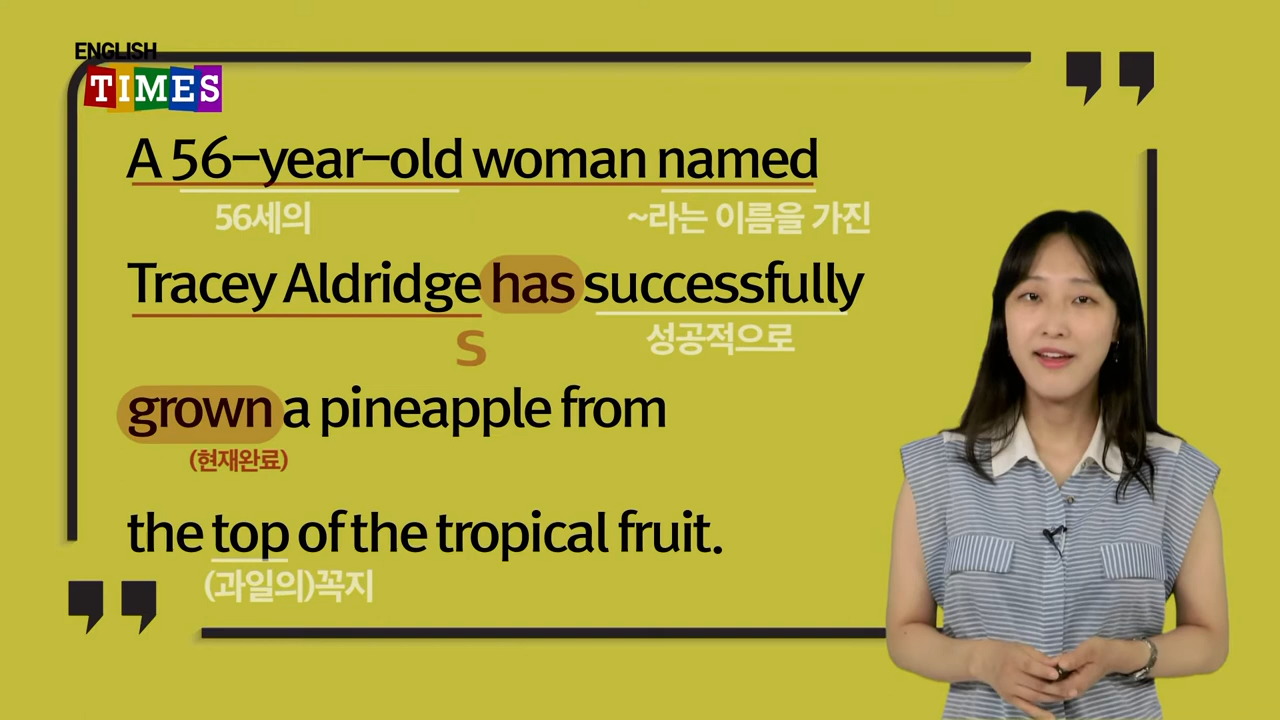 ENGLISH
TIMES
A 56-year-old woman named
56세의 ~라는 이름을 가진
Tracey Aldridge has successfully
S 성공적으로
grown a pineapple from
(현재완료)
the top of the tropical fruit.
(과일의)꼭지